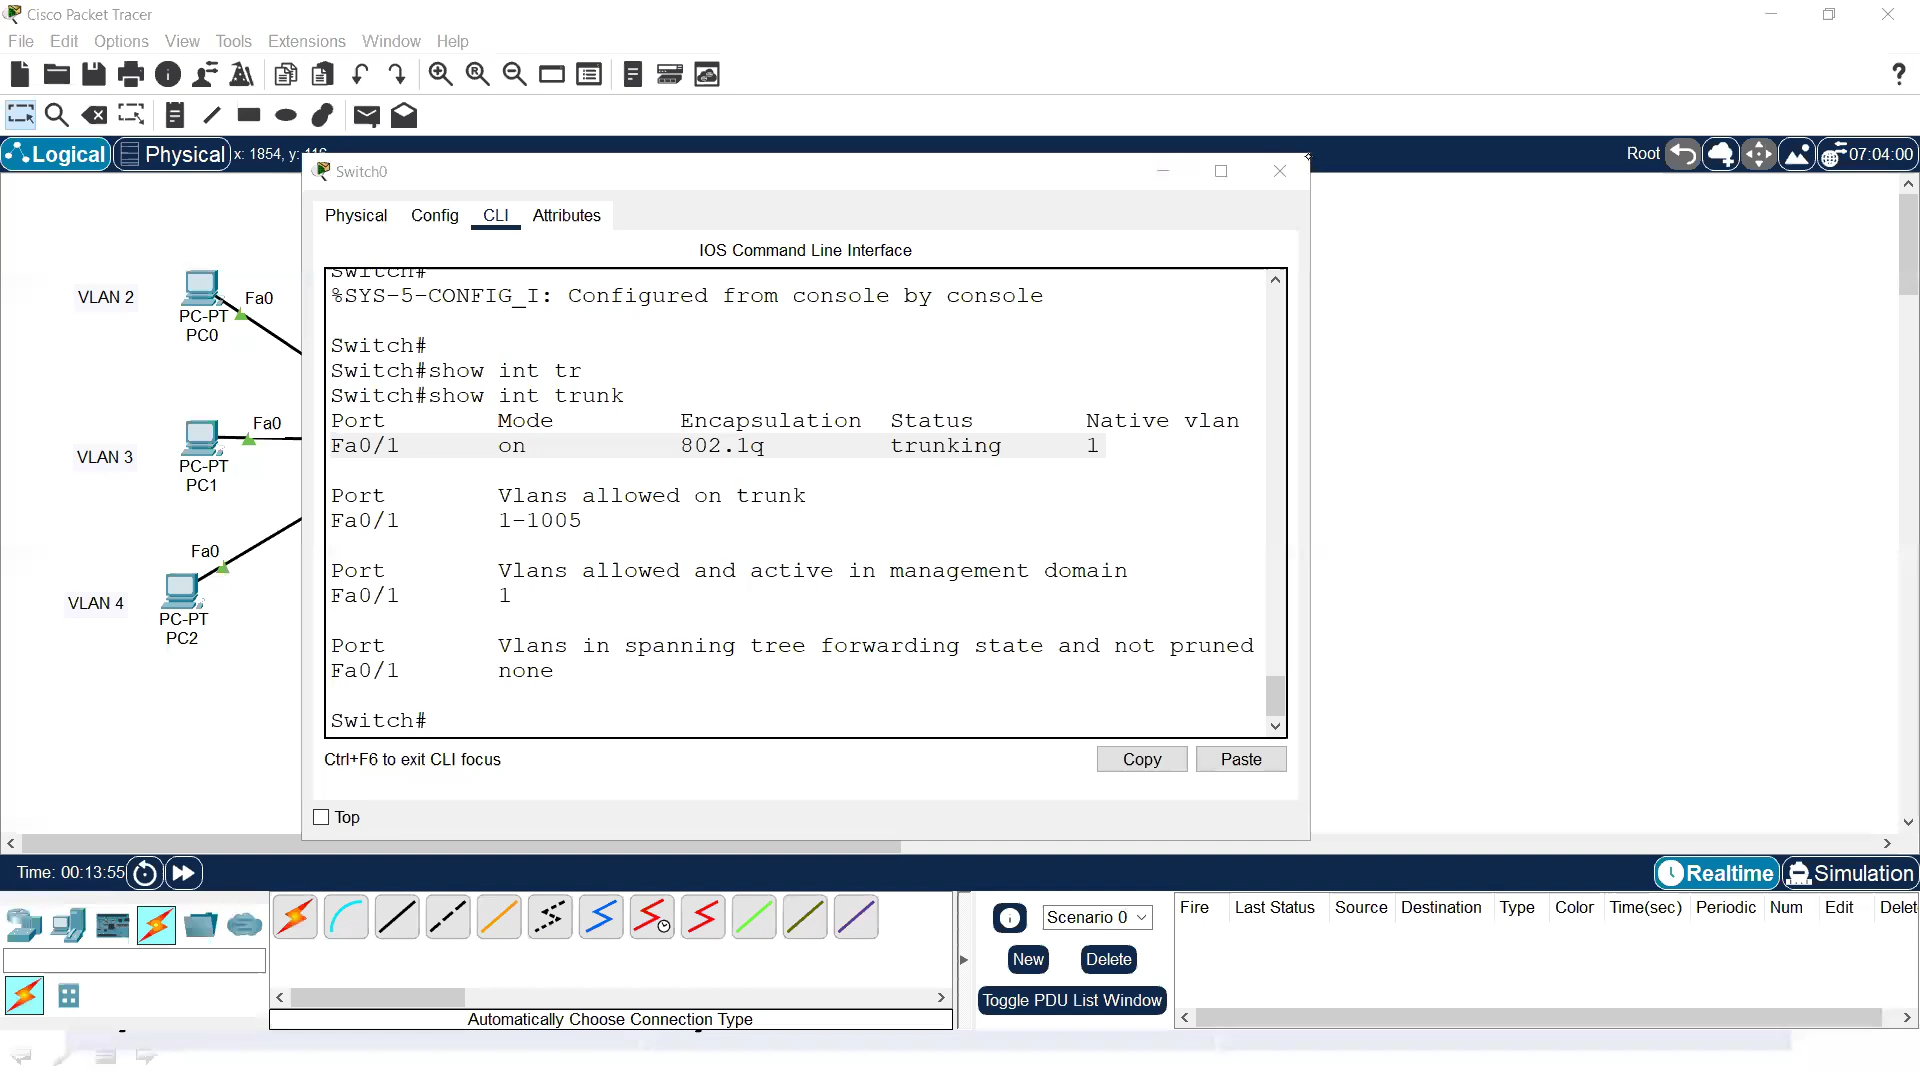 Cisco Packet Tracer
File Edit Options View Tools Extensions Window Help
Logical Physical x: 1854, y: 116 Root 07:04:00
Switch0
Physical Config CLI Attributes
IOS Command Line Interface
Switch#
%SYS-5-CONFIG_I: Configured from console by console
Switch#
Switch#show int tr
Switch#show int trunk
Port Mode Encapsulation Status Native vlan
Fa0/1 on 802.1q trunking 1
Port Vlans allowed on trunk
Fa0/1 1-1005
Port Vlans allowed and active in management domain
Fa0/1 1
Port Vlans in spanning tree forwarding state and not pruned
Fa0/1 none
Switch#
Ctrl+F6 to exit CLI focus Copy Paste
Top
VLAN 2
Fa0
PC-PT
PC0
VLAN 3
Fa0
PC-PT
PC1
VLAN 4
Fa0
PC-PT
PC2
Time: 00:13:55 Realtime Simulation
Scenario 0
New Delete
Toggle PDU List Window
Fire Last Status Source Destination Type Color Time(sec) Periodic Num Edit Delet
Automatically Choose Connection Type